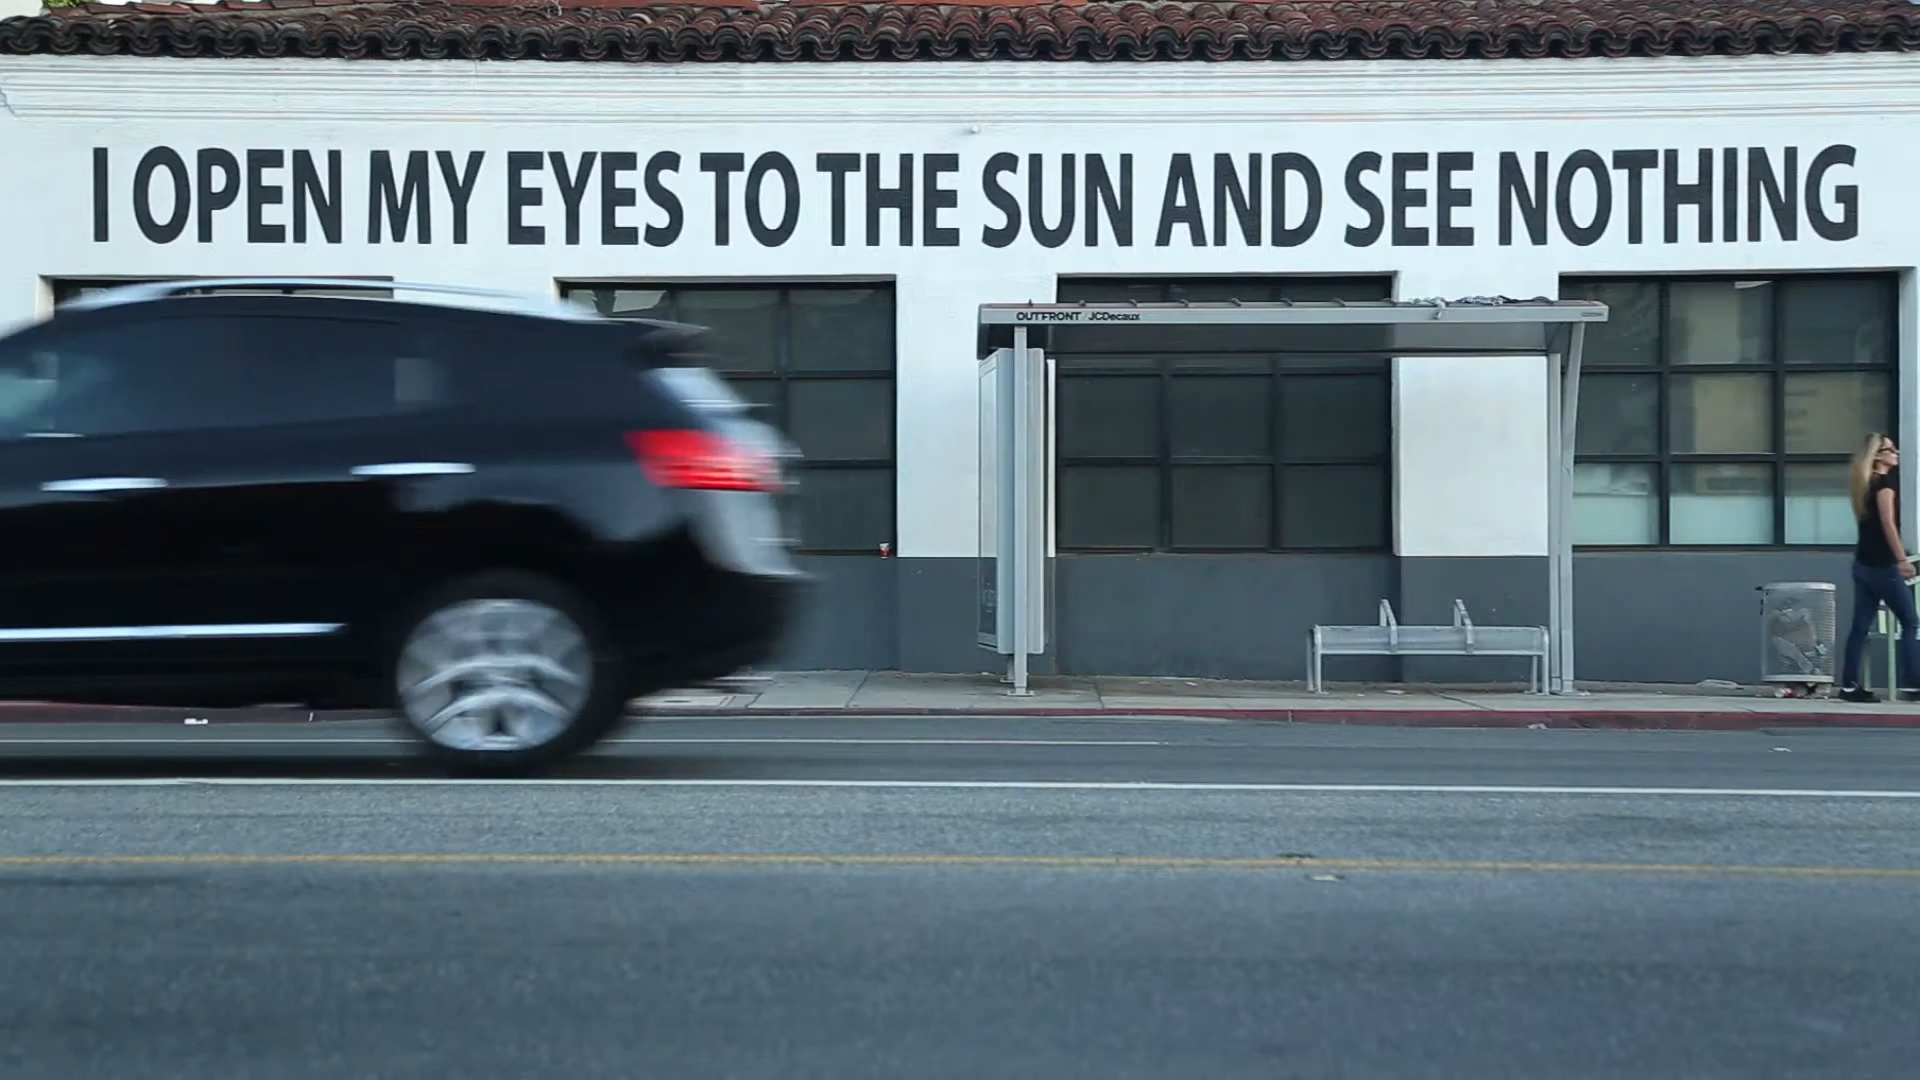 I OPEN MY EYES TO THE SUN AND SEE NOTHING
OUTFRONT / JCDecaux